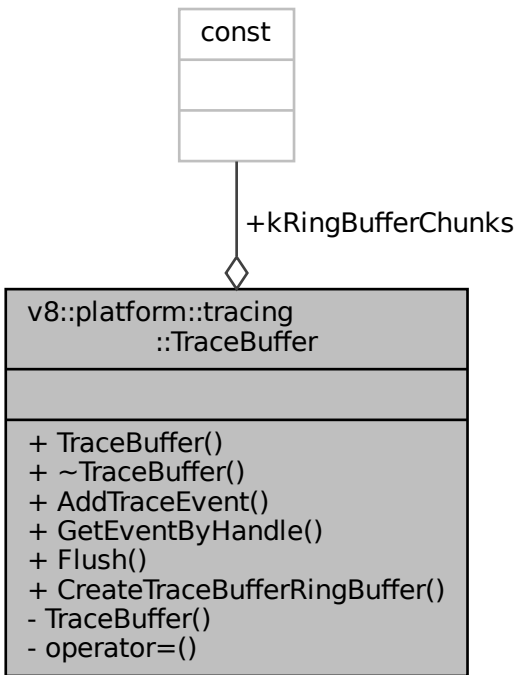 const
+kRingBufferChunks
v8::platform::tracing
::TraceBuffer
+ TraceBuffer()
+ ~TraceBuffer()
+ AddTraceEvent()
+ GetEventByHandle()
+ Flush()
+ CreateTraceBufferRingBuffer()
- TraceBuffer()
- operator=()